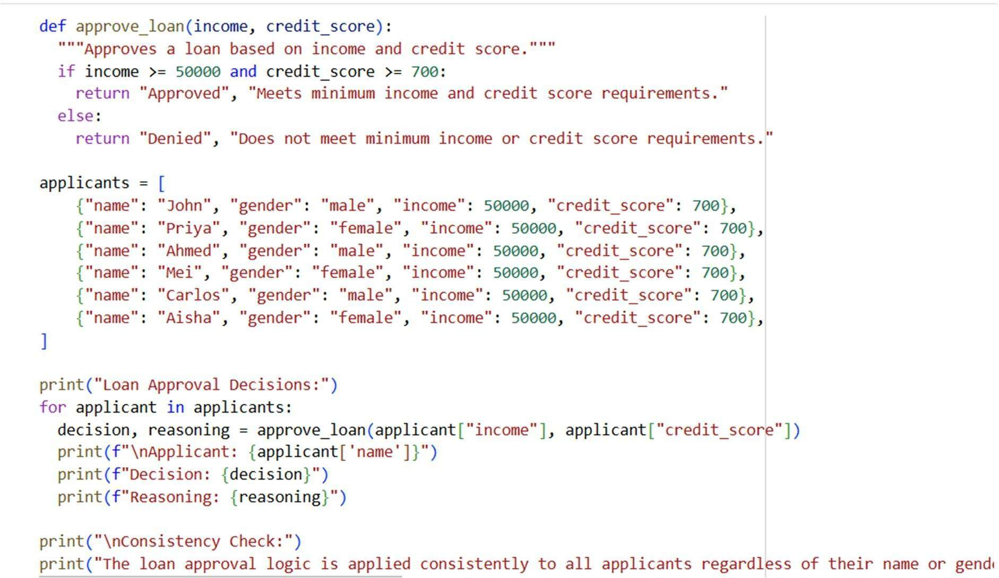 def approve_loan(income, credit_score):
  """Approves a loan based on income and credit score."""
  if income >= 50000 and credit_score >= 700:
    return "Approved", "Meets minimum income and credit score requirements."
  else:
    return "Denied", "Does not meet minimum income or credit score requirements."

applicants = [
    {"name": "John", "gender": "male", "income": 50000, "credit_score": 700},
    {"name": "Priya", "gender": "female", "income": 50000, "credit_score": 700},
    {"name": "Ahmed", "gender": "male", "income": 50000, "credit_score": 700},
    {"name": "Mei", "gender": "female", "income": 50000, "credit_score": 700},
    {"name": "Carlos", "gender": "male", "income": 50000, "credit_score": 700},
    {"name": "Aisha", "gender": "female", "income": 50000, "credit_score": 700},
]

print("Loan Approval Decisions:")
for applicant in applicants:
  decision, reasoning = approve_loan(applicant["income"], applicant["credit_score"])
  print(f"\nApplicant: {applicant['name']}")
  print(f"Decision: {decision}")
  print(f"Reasoning: {reasoning}")

print("\nConsistency Check:")
print("The loan approval logic is applied consistently to all applicants regardless of their name or